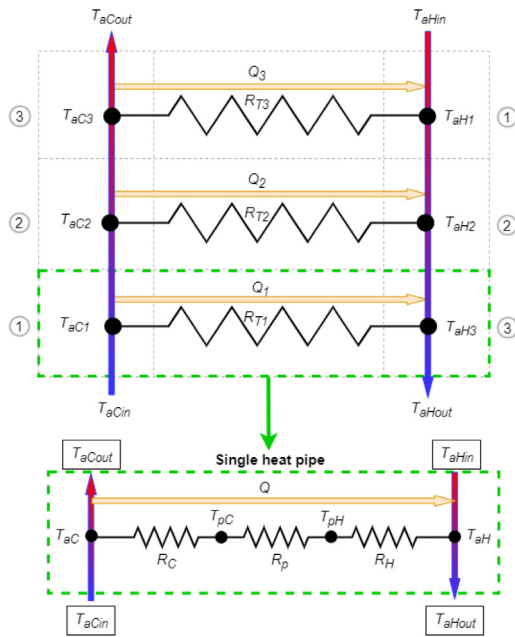 TaCout TaHin
Q3
3 TaC3 RT3 TaH1 1
Q2
2 TaC2 RT2 TaH2 2
Q1
1 TaC1 RT1 TaH3 3
TaCin TaHout
Single heat pipe
TaCout TaHin
Q
TaC TpC TpH TaH
RC Rp RH
TaCin TaHout